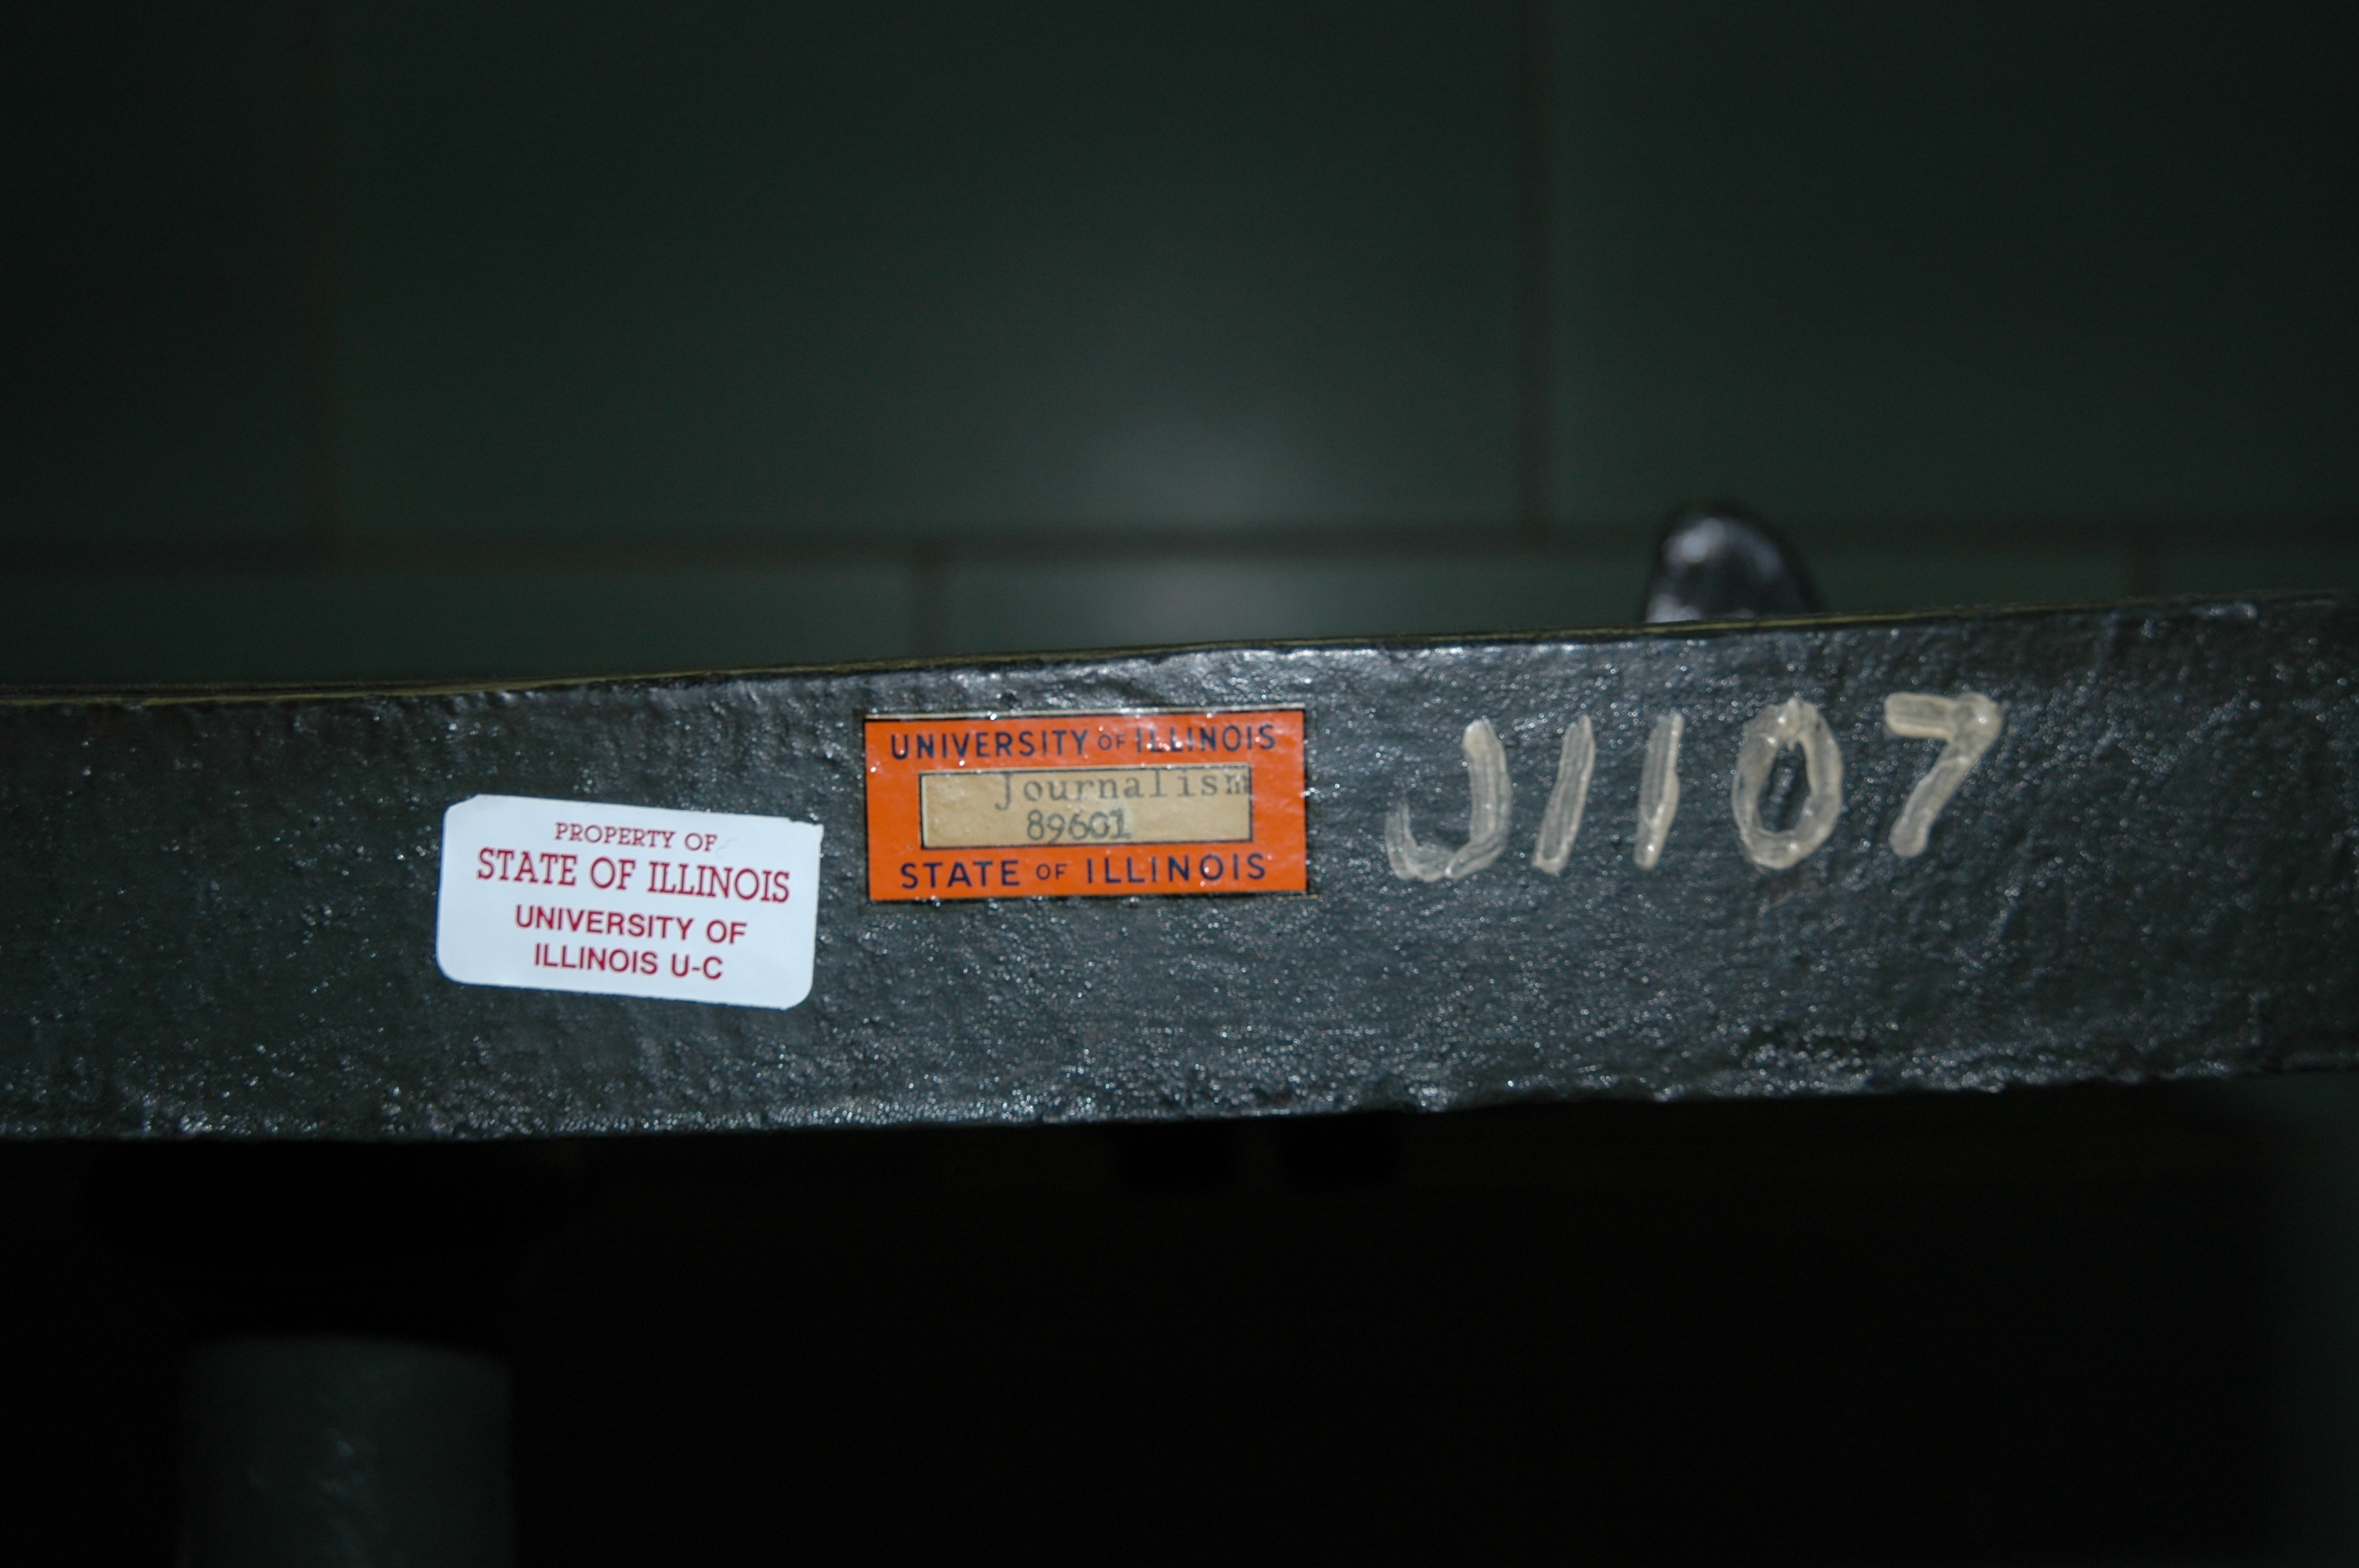 PROPERTY OF
STATE OF ILLINOIS
UNIVERSITY OF
ILLINOIS U-C
UNIVERSITY OF ILLINOIS
Journalism
89601
STATE OF ILLINOIS
J1107